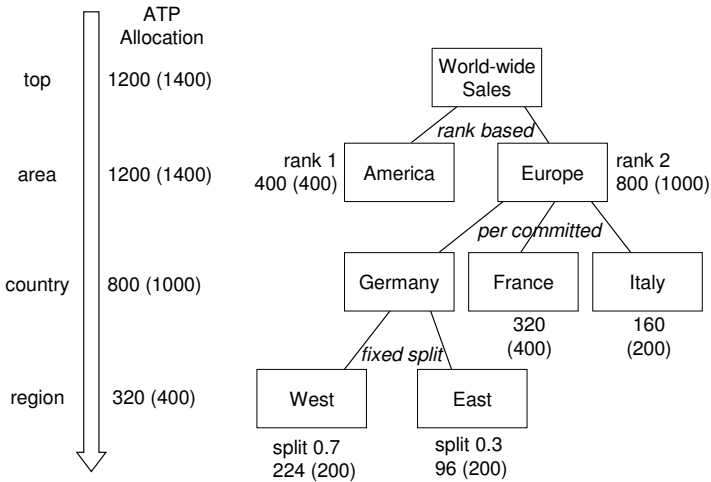 ATP
Allocation
top
1200 (1400)
World-wide
Sales
rank based
area
1200 (1400)
rank 1
400 (400)
America
Europe
rank 2
800 (1000)
per committed
country
800 (1000)
Germany
France
Italy
320
(400)
160
(200)
fixed split
region
320 (400)
West
East
split 0.7
224 (200)
split 0.3
96 (200)